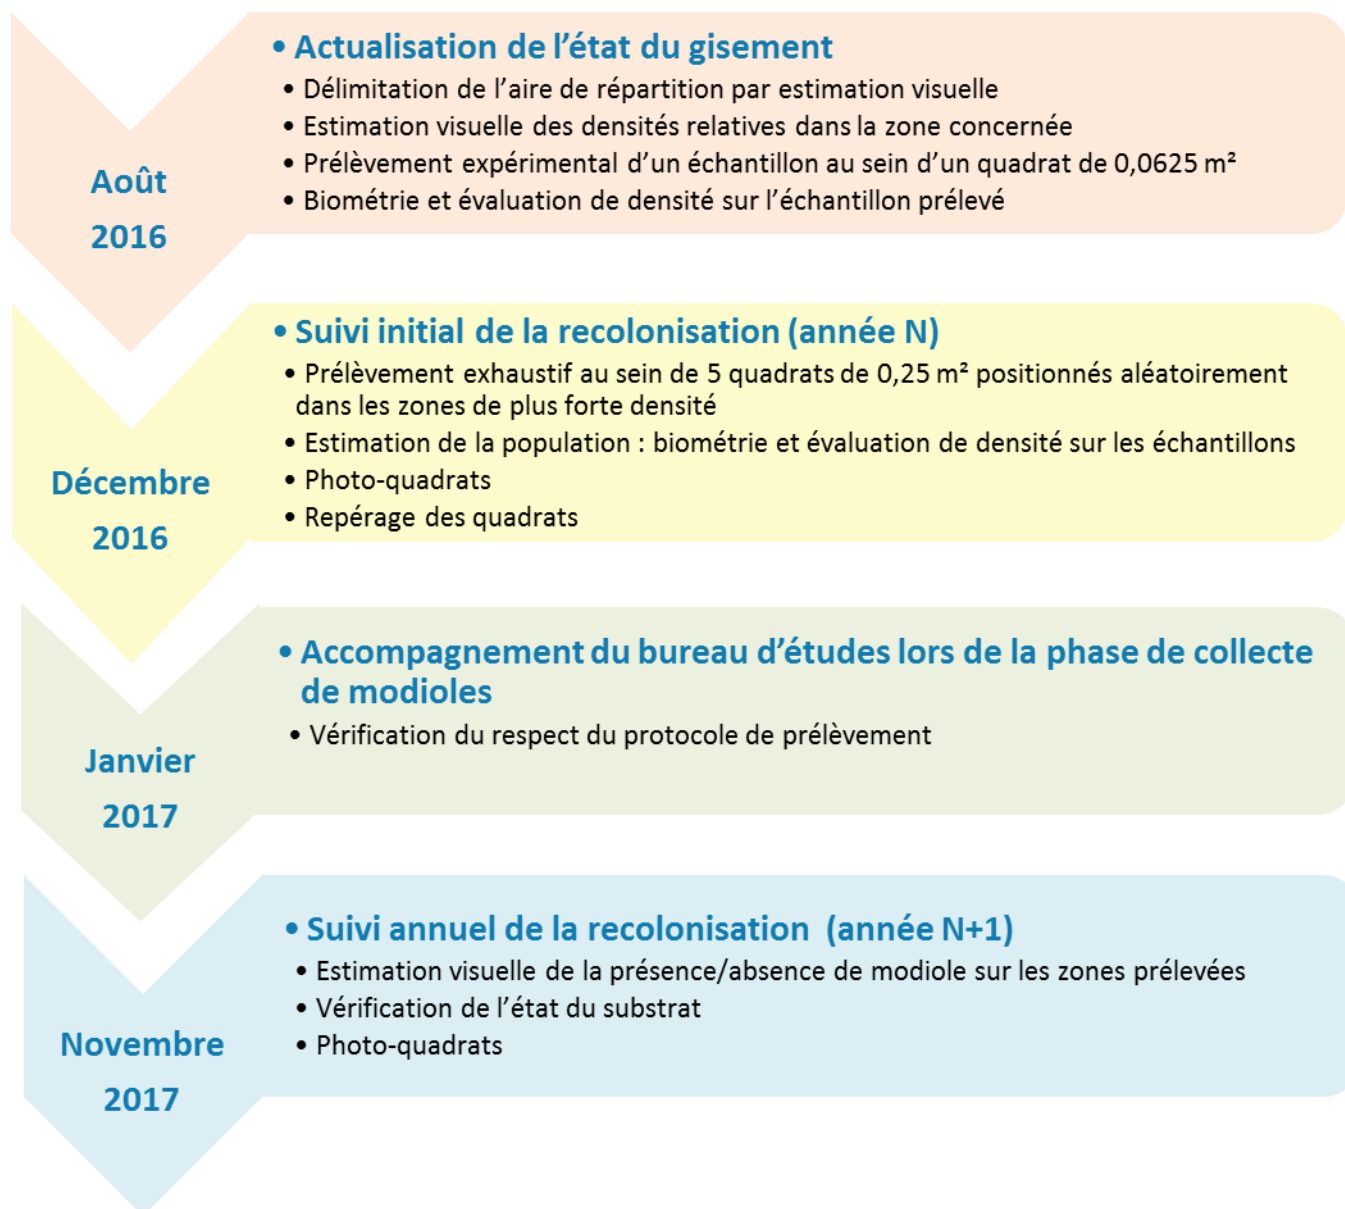 Août
2016
• Actualisation de l’état du gisement
• Délimitation de l’aire de répartition par estimation visuelle
• Estimation visuelle des densités relatives dans la zone concernée
• Prélèvement expérimental d’un échantillon au sein d’un quadrat de 0,0625 m²
• Biométrie et évaluation de densité sur l’échantillon prélevé
Décembre
2016
• Suivi initial de la recolonisation (année N)
• Prélèvement exhaustif au sein de 5 quadrats de 0,25 m² positionnés aléatoirement
dans les zones de plus forte densité
• Estimation de la population : biométrie et évaluation de densité sur les échantillons
• Photo-quadrats
• Repérage des quadrats
Janvier
2017
• Accompagnement du bureau d’études lors de la phase de collecte
de modioles
• Vérification du respect du protocole de prélèvement
Novembre
2017
• Suivi annuel de la recolonisation (année N+1)
• Estimation visuelle de la présence/absence de modiole sur les zones prélevées
• Vérification de l’état du substrat
• Photo-quadrats